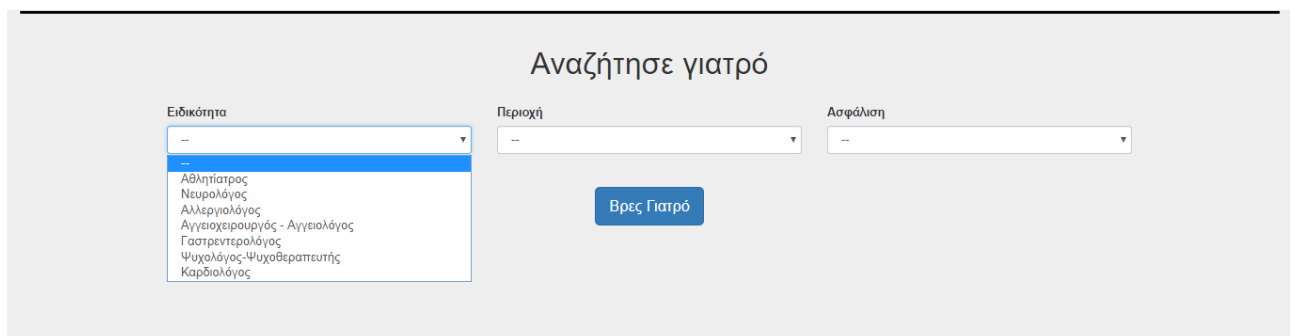 Αναζήτησε γιατρό
Ειδικότητα Περιοχή Ασφάλιση
-- -- --
--
Αθλητίατρος
Νευρολόγος
Αλλεργιολόγος
Αγγειοχειρουργός - Αγγειολόγος
Γαστρεντερολόγος
Ψυχολόγος-Ψυχοθεραπευτής
Καρδιολόγος
Βρες Γιατρό